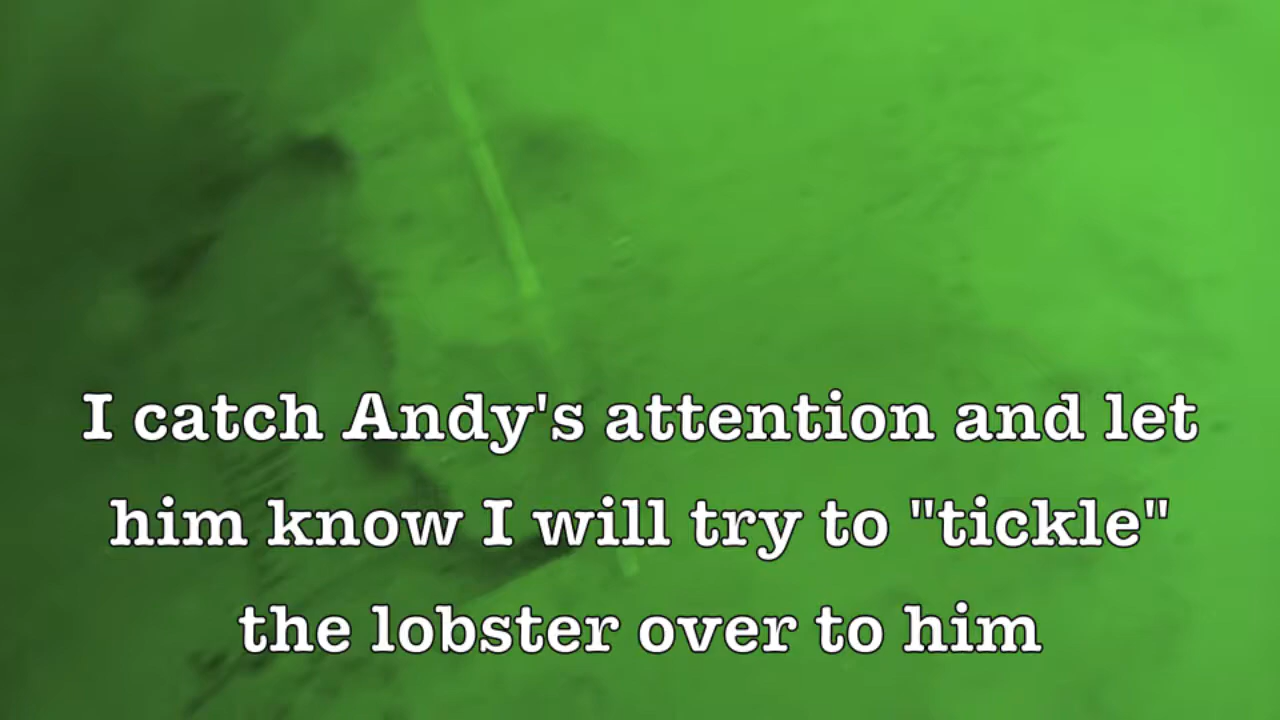 I catch Andy's attention and let
him know I will try to "tickle"
the lobster over to him